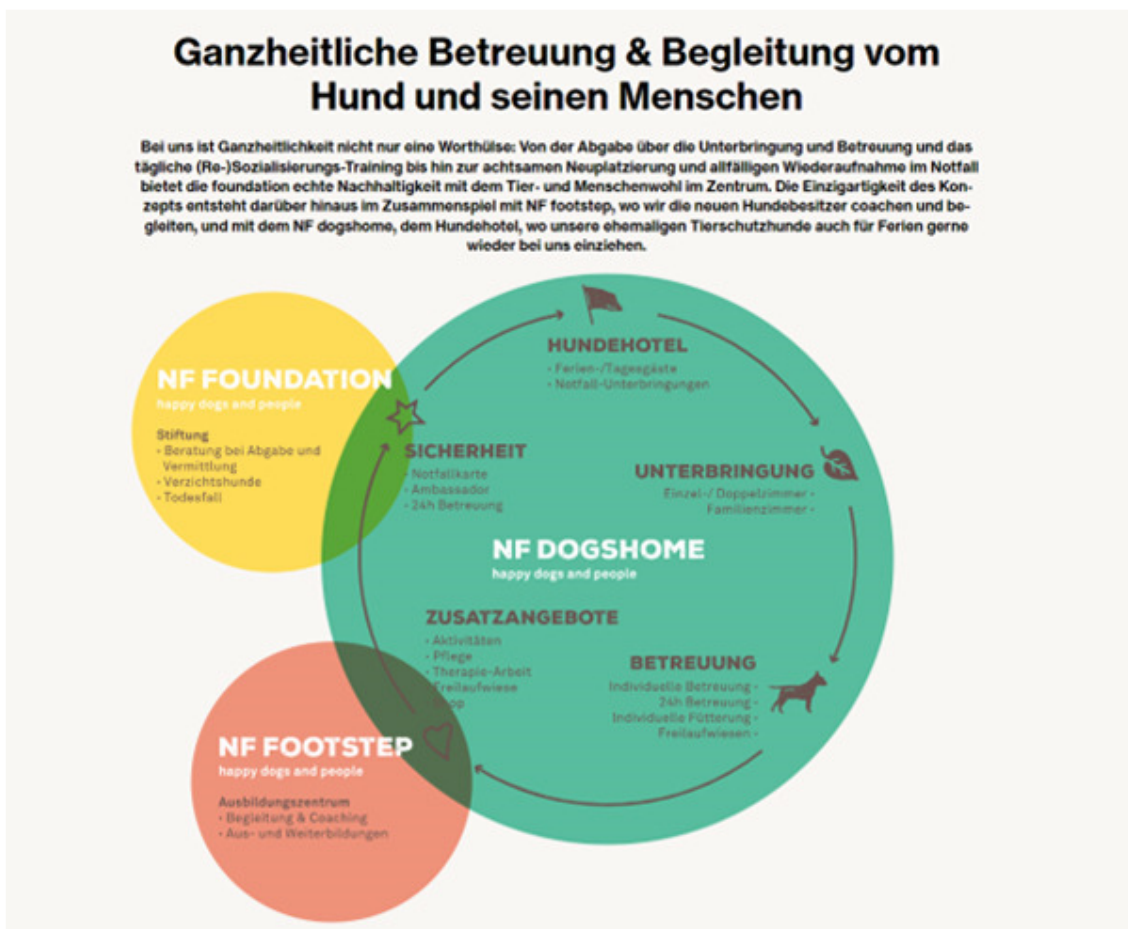 Ganzheitliche Betreuung & Begleitung vom
Hund und seinen Menschen
Bei uns ist Ganzheitlichkeit nicht nur eine Worthülse: Von der Abgabe über die Unterbringung und Betreuung und das
tägliche (Re-)Sozialisierungs-Training bis hin zur achtsamen Neuplatzierung und allfälligen Wiederaufnahme im Notfall
bietet die foundation echte Nachhaltigkeit mit dem Tier- und Menschenwohl im Zentrum. Die Einzigartigkeit des Kon-
zepts entsteht darüber hinaus im Zusammenspiel mit NF footstep, wo wir die neuen Hundebesitzer coachen und be-
gleiten, und mit dem NF dogshome, dem Hundehotel, wo unsere ehemaligen Tierschutzhunde auch für Ferien gerne
wieder bei uns einziehen.
NF FOUNDATION
happy dogs and people
Stiftung
- Beratung bei Abgabe und
Vermittlung
- Verzichtshunde
- Todesfall
HUNDEHOTEL
- Ferien-/Tagesgäste
- Notfall-Unterbringungen
SICHERHEIT
- Notfallkarte
- Ambassador
- 24h Betreuung
UNTERBRINGUNG
Einzel-/ Doppelzimmer -
Familienzimmer -
NF DOGSHOME
happy dogs and people
ZUSATZANGEBOTE
- Aktivitäten
- Pflege
- Therapie-Arbeit
- Freilaufwiese
- Shop
BETREUUNG
Individuelle Betreuung -
24h Betreuung -
Individuelle Fütterung -
Freilaufwiesen -
NF FOOTSTEP
happy dogs and people
Ausbildungszentrum
- Begleitung & Coaching
- Aus- und Weiterbildungen